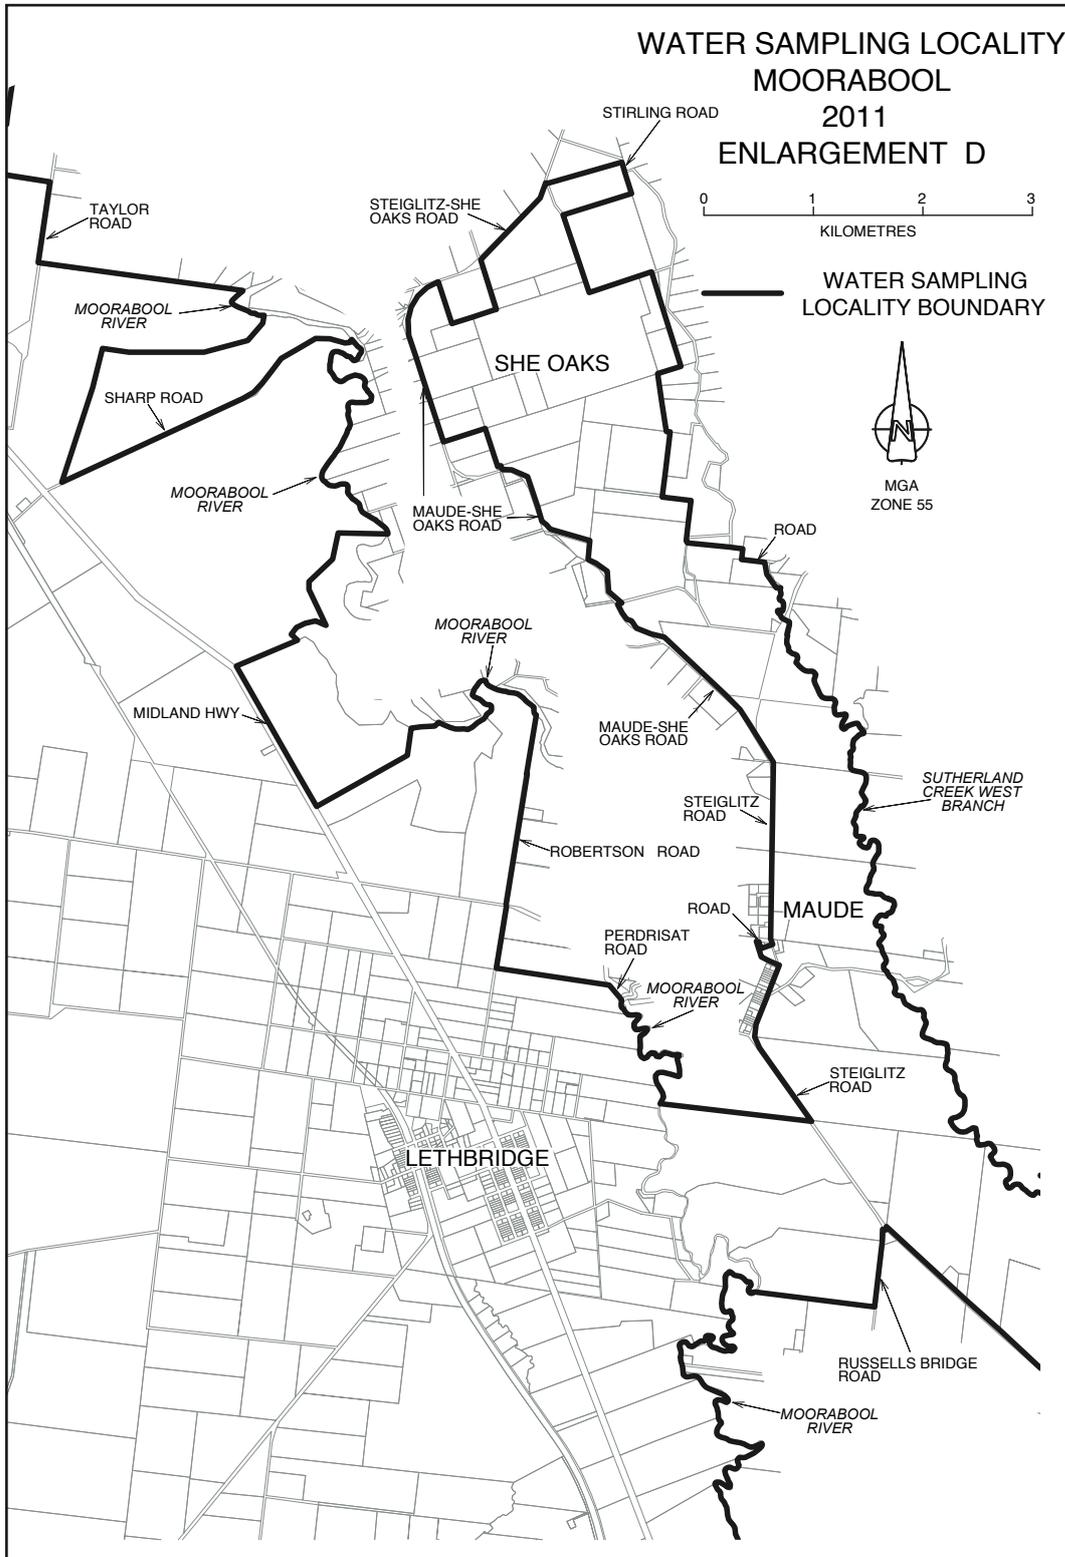 WATER SAMPLING LOCALITY
MOORABOOL
2011
ENLARGEMENT D
STIRLING ROAD
0 1 2 3
KILOMETRES
STEIGLITZ-SHE
OAKS ROAD
TAYLOR
ROAD
WATER SAMPLING
LOCALITY BOUNDARY
MOORABOOL
RIVER
SHE OAKS
SHARP ROAD
N
MGA
ZONE 55
MOORABOOL
RIVER
MAUDE-SHE
OAKS ROAD
ROAD
MOORABOOL
RIVER
MIDLAND HWY
MAUDE-SHE
OAKS ROAD
SUTHERLAND
CREEK WEST
BRANCH
STEIGLITZ
ROAD
ROBERTSON ROAD
ROAD
MAUDE
PERDRISAT
ROAD
MOORABOOL
RIVER
STEIGLITZ
ROAD
LETHBRIDGE
RUSSELLS BRIDGE
ROAD
MOORABOOL
RIVER